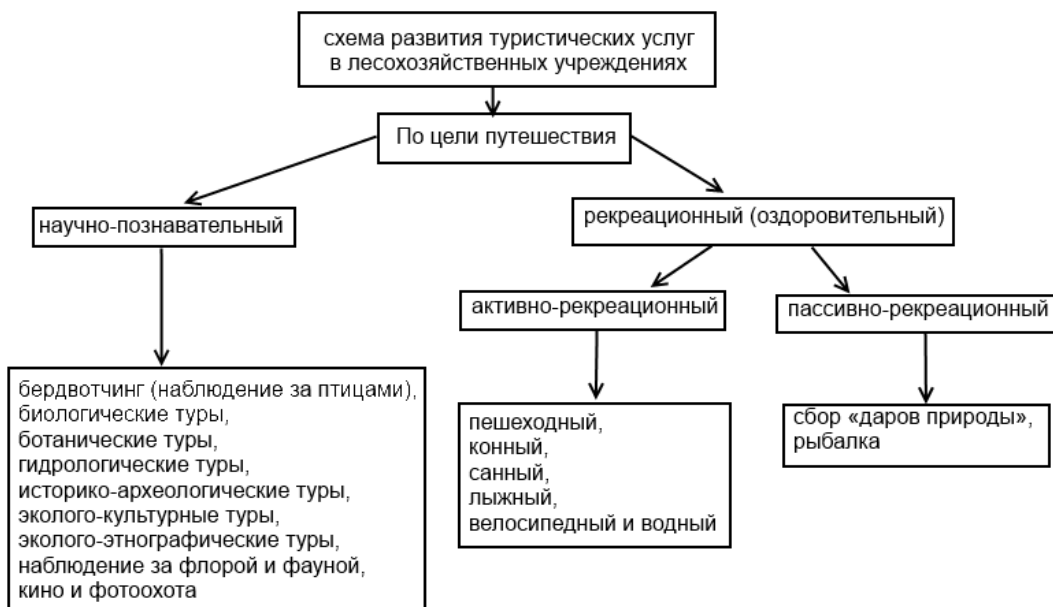 схема развития туристических услуг
в лесохозяйственных учреждениях
По цели путешествия
научно-познавательный
рекреационный (оздоровительный)
активно-рекреационный
пассивно-рекреационный
бердвотчинг (наблюдение за птицами),
биологические туры,
ботанические туры,
гидрологические туры,
историко-археологические туры,
эколого-культурные туры,
эколого-этнографические туры,
наблюдение за флорой и фауной,
кино и фотоохота
пешеходный,
конный,
санный,
лыжный,
велосипедный и водный
сбор «даров природы»,
рыбалка